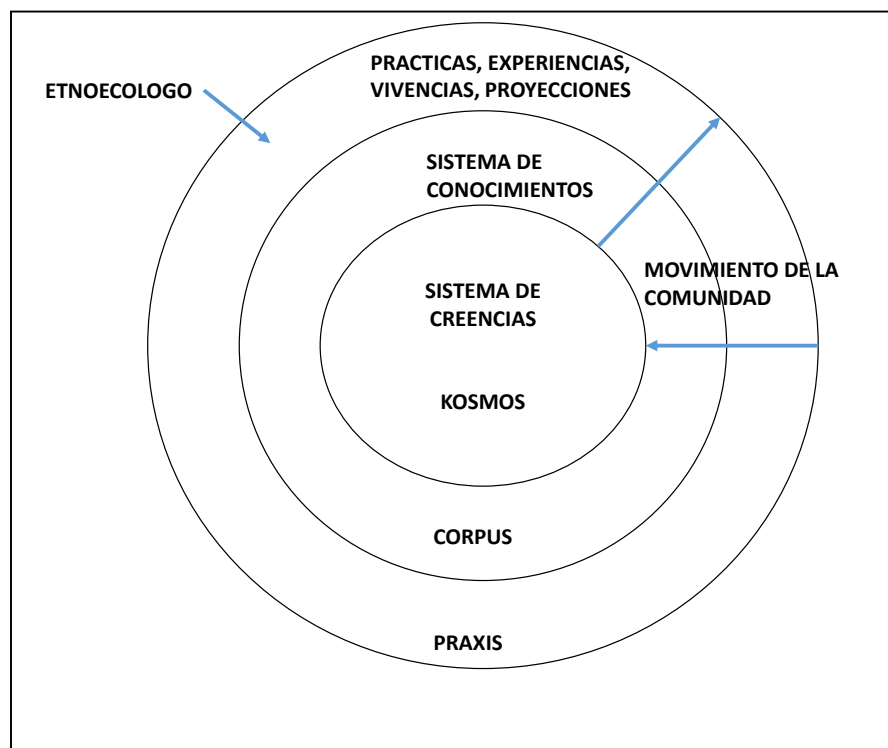 PRACTICAS, EXPERIENCIAS,
VIVENCIAS, PROYECCIONES
ETNOECOLOGO
SISTEMA DE
CONOCIMIENTOS
MOVIMIENTO DE LA
COMUNIDAD
SISTEMA DE
CREENCIAS
KOSMOS
CORPUS
PRAXIS